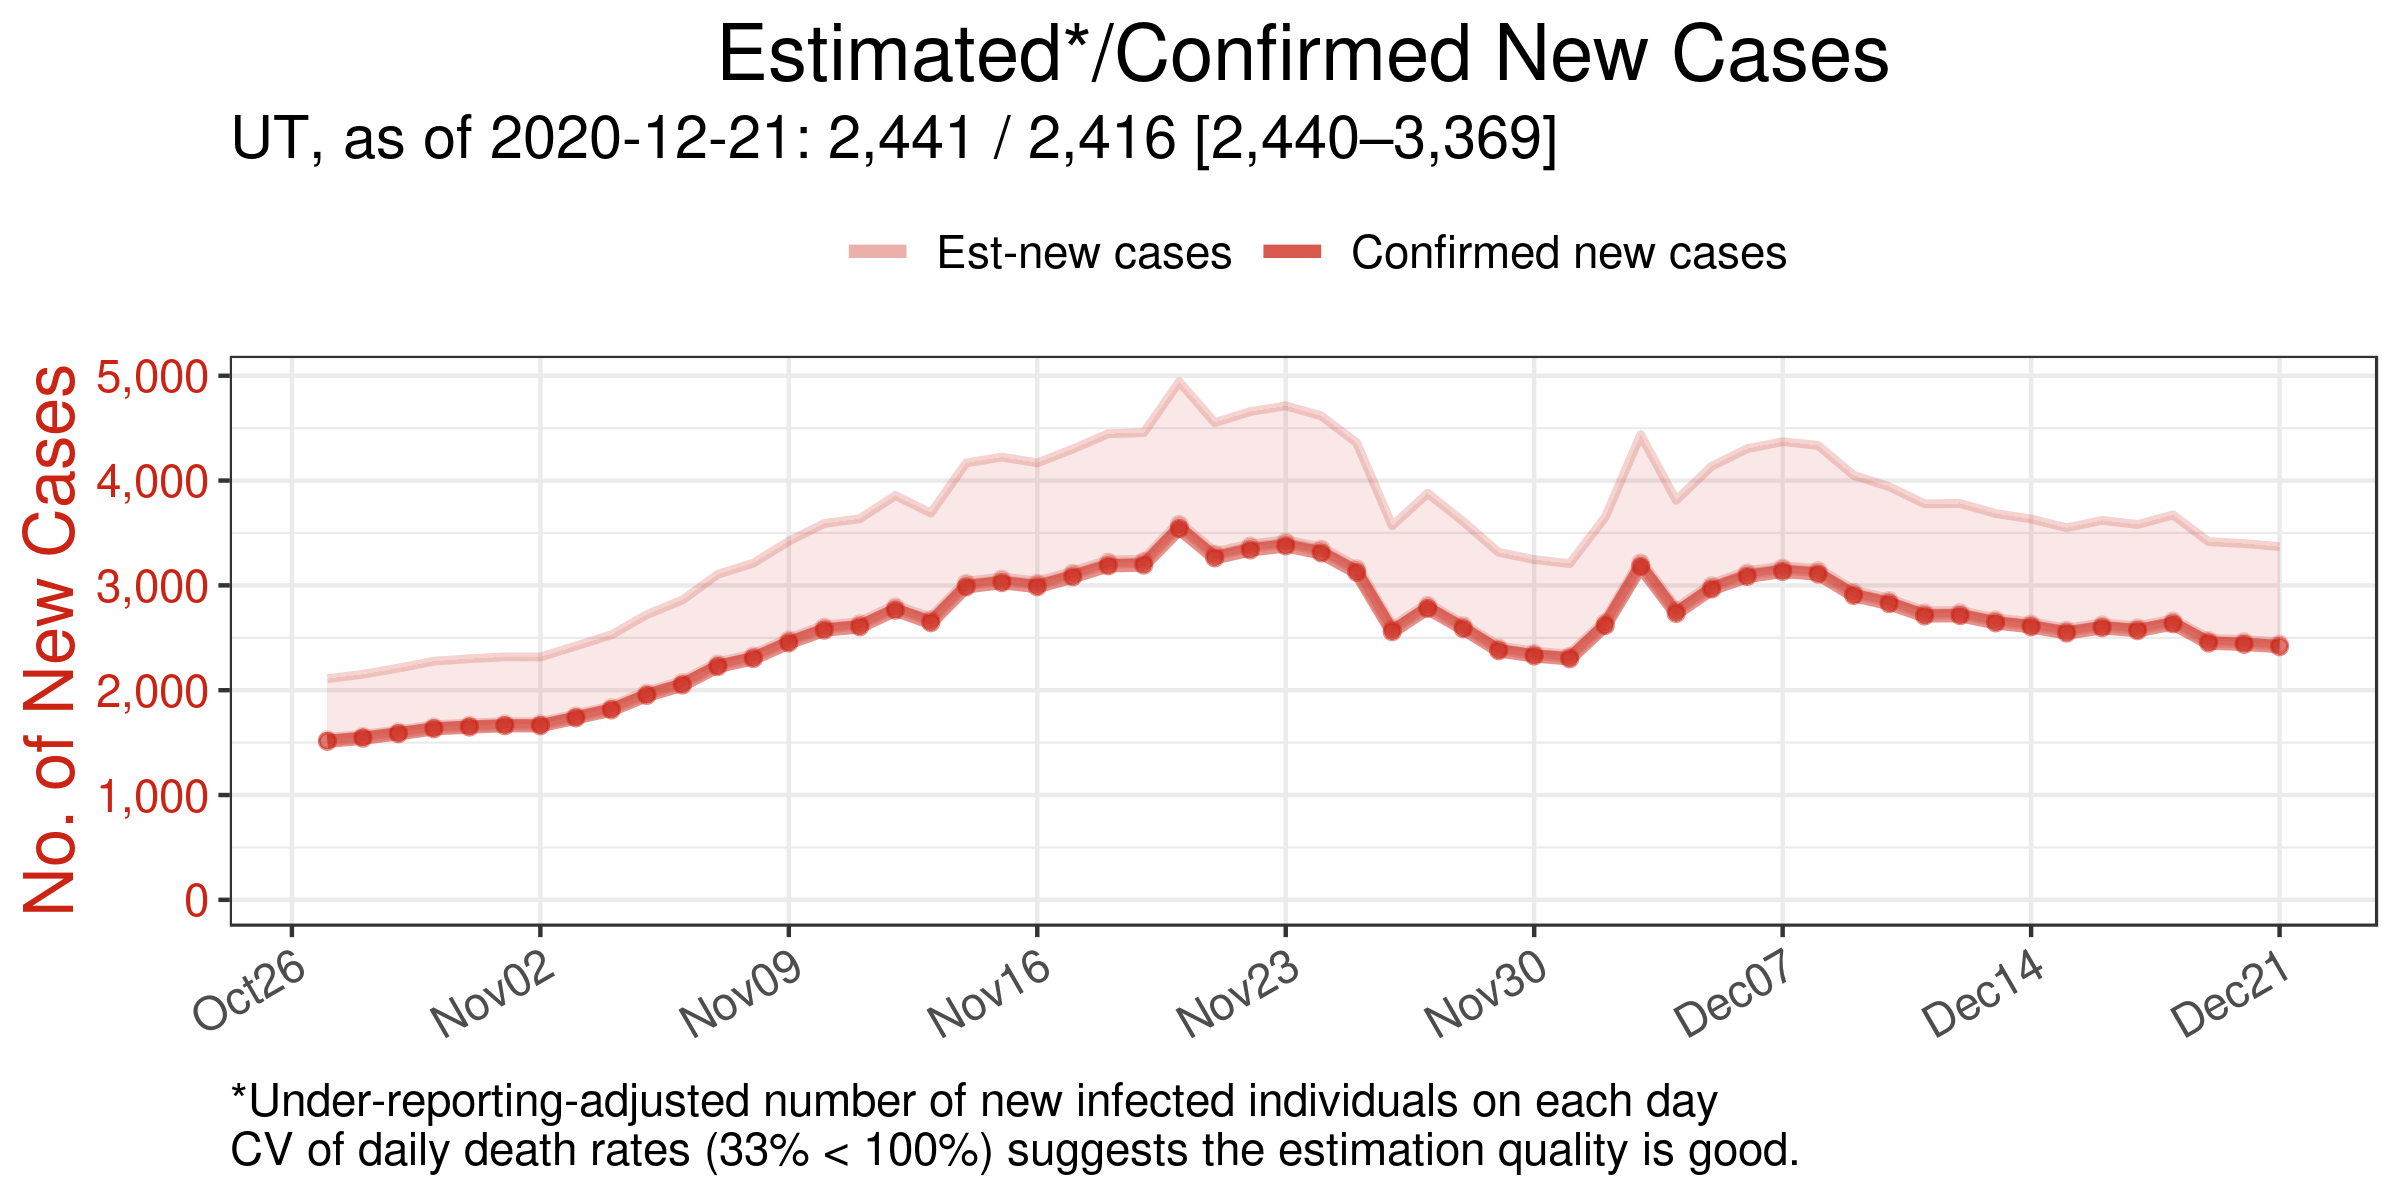 Estimated*/Confirmed New Cases
UT, as of 2020-12-21: 2,441 / 2,416 [2,440–3,369]
Est-new cases Confirmed new cases
No. of New Cases
5,000
4,000
3,000
2,000
1,000
0
Oct26 Nov02 Nov09 Nov16 Nov23 Nov30 Dec07 Dec14 Dec21
*Under-reporting-adjusted number of new infected individuals on each day
CV of daily death rates (33% < 100%) suggests the estimation quality is good.